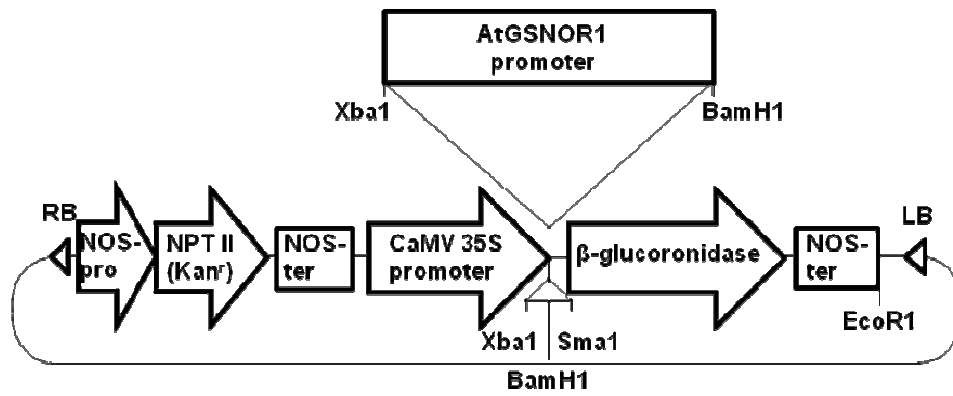 AtGSNOR1
promoter
Xba1
BamH1
RB
LB
NOS-
pro
NPT II
(Kanʳ)
NOS-
ter
CaMV 35S
promoter
β-glucoronidase
NOS-
ter
EcoR1
Xba1
Sma1
BamH1